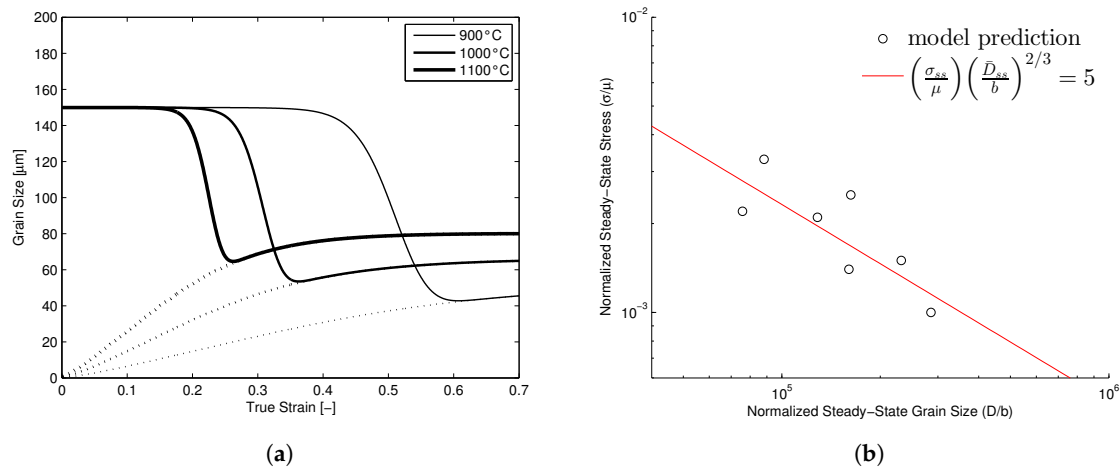 200
180
160
140
120
100
80
60
40
20
0
Grain Size [µm]
900°C
1000°C
1100°C
0 0.1 0.2 0.3 0.4 0.5 0.6 0.7
True Strain [-]
(a)
10⁻²
10⁻³
Normalized Steady-State Stress (σ/μ)
model prediction
(σ_ss/μ)(D̄_ss/b)^{2/3} = 5
10⁵ 10⁶
Normalized Steady-State Grain Size (D/b)
(b)